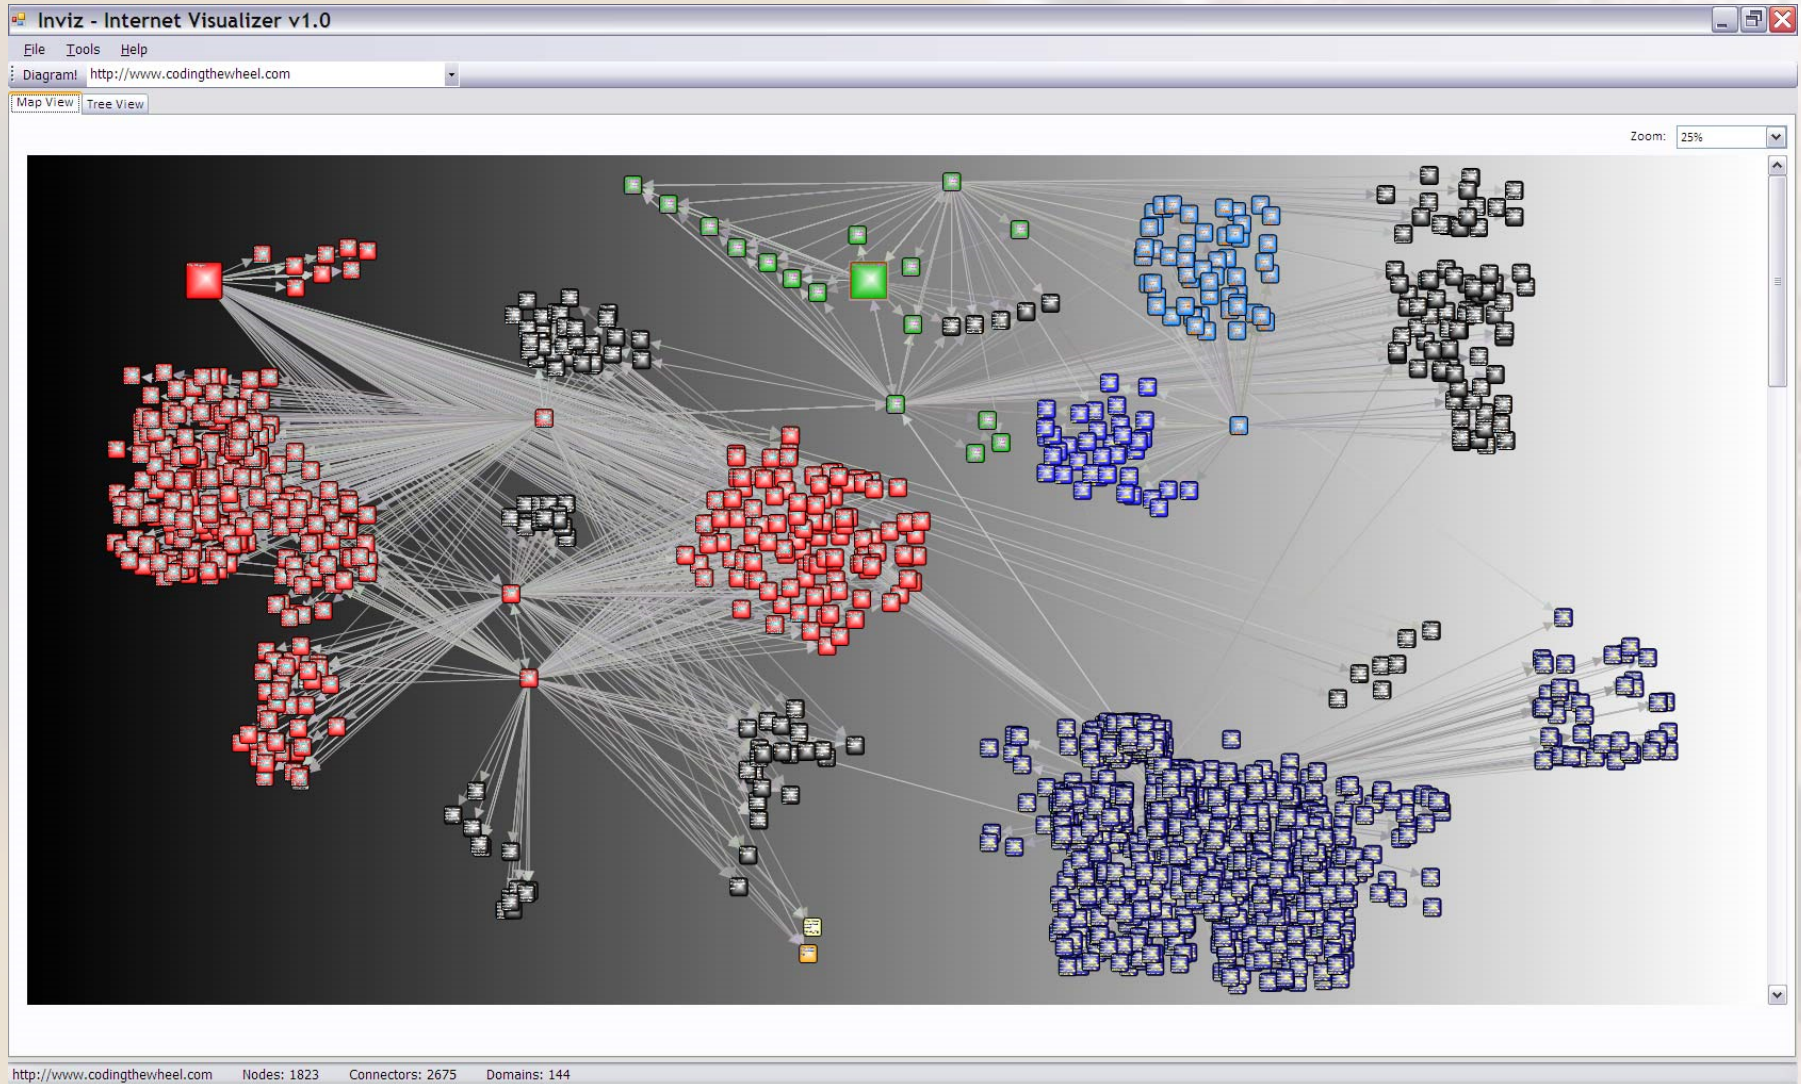 Inviz - Internet Visualizer v1.0
File Tools Help
Diagram! http://www.codingthewheel.com
Map View Tree View
Zoom: 25%
http://www.codingthewheel.com Nodes: 1823 Connectors: 2675 Domains: 144